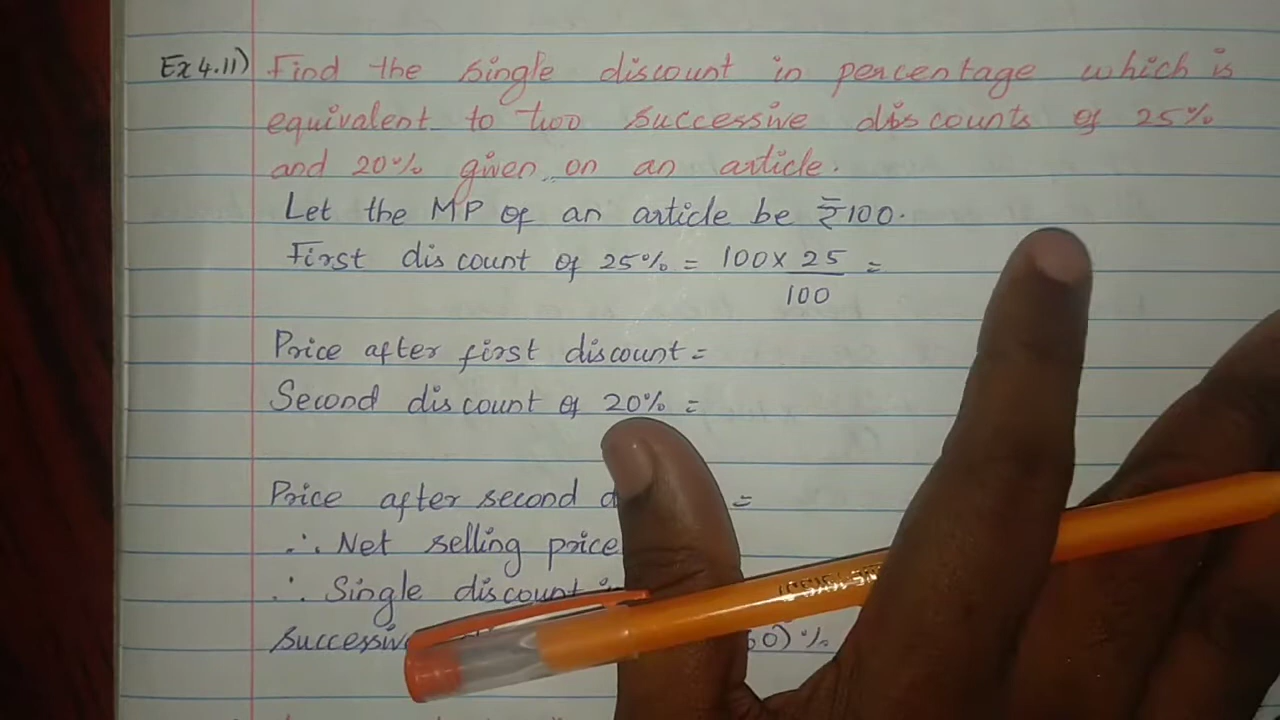 Ex 4.11) Find the single discount in percentage which is
equivalent to two successive discounts of 25%
and 20% given on an article.
Let the MP of an article be ₹100.
First discount of 25% = 100 x 25 =
100
Price after first discount =
Second discount of 20% =
Price after second =
∴ Net selling price
∴ Single discount
0)%